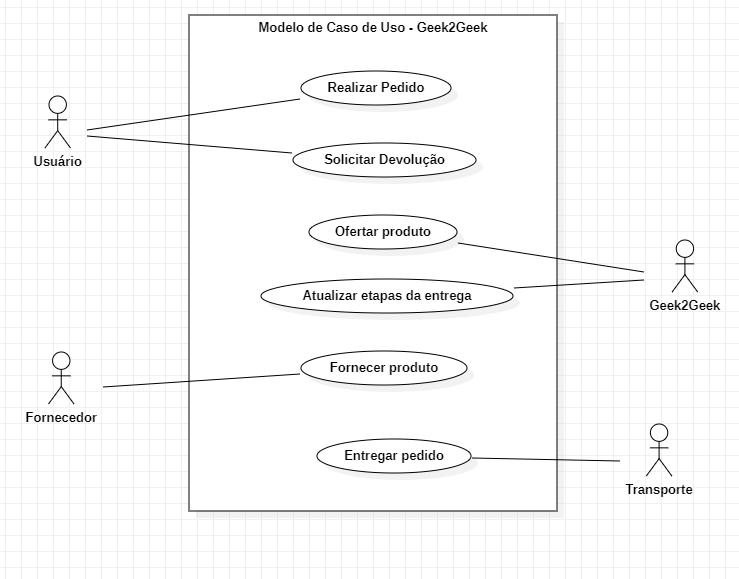 Modelo de Caso de Uso - Geek2Geek
Realizar Pedido
Usuário
Solicitar Devolução
Ofertar produto
Atualizar etapas da entrega
Geek2Geek
Fornecer produto
Fornecedor
Entregar pedido
Transporte